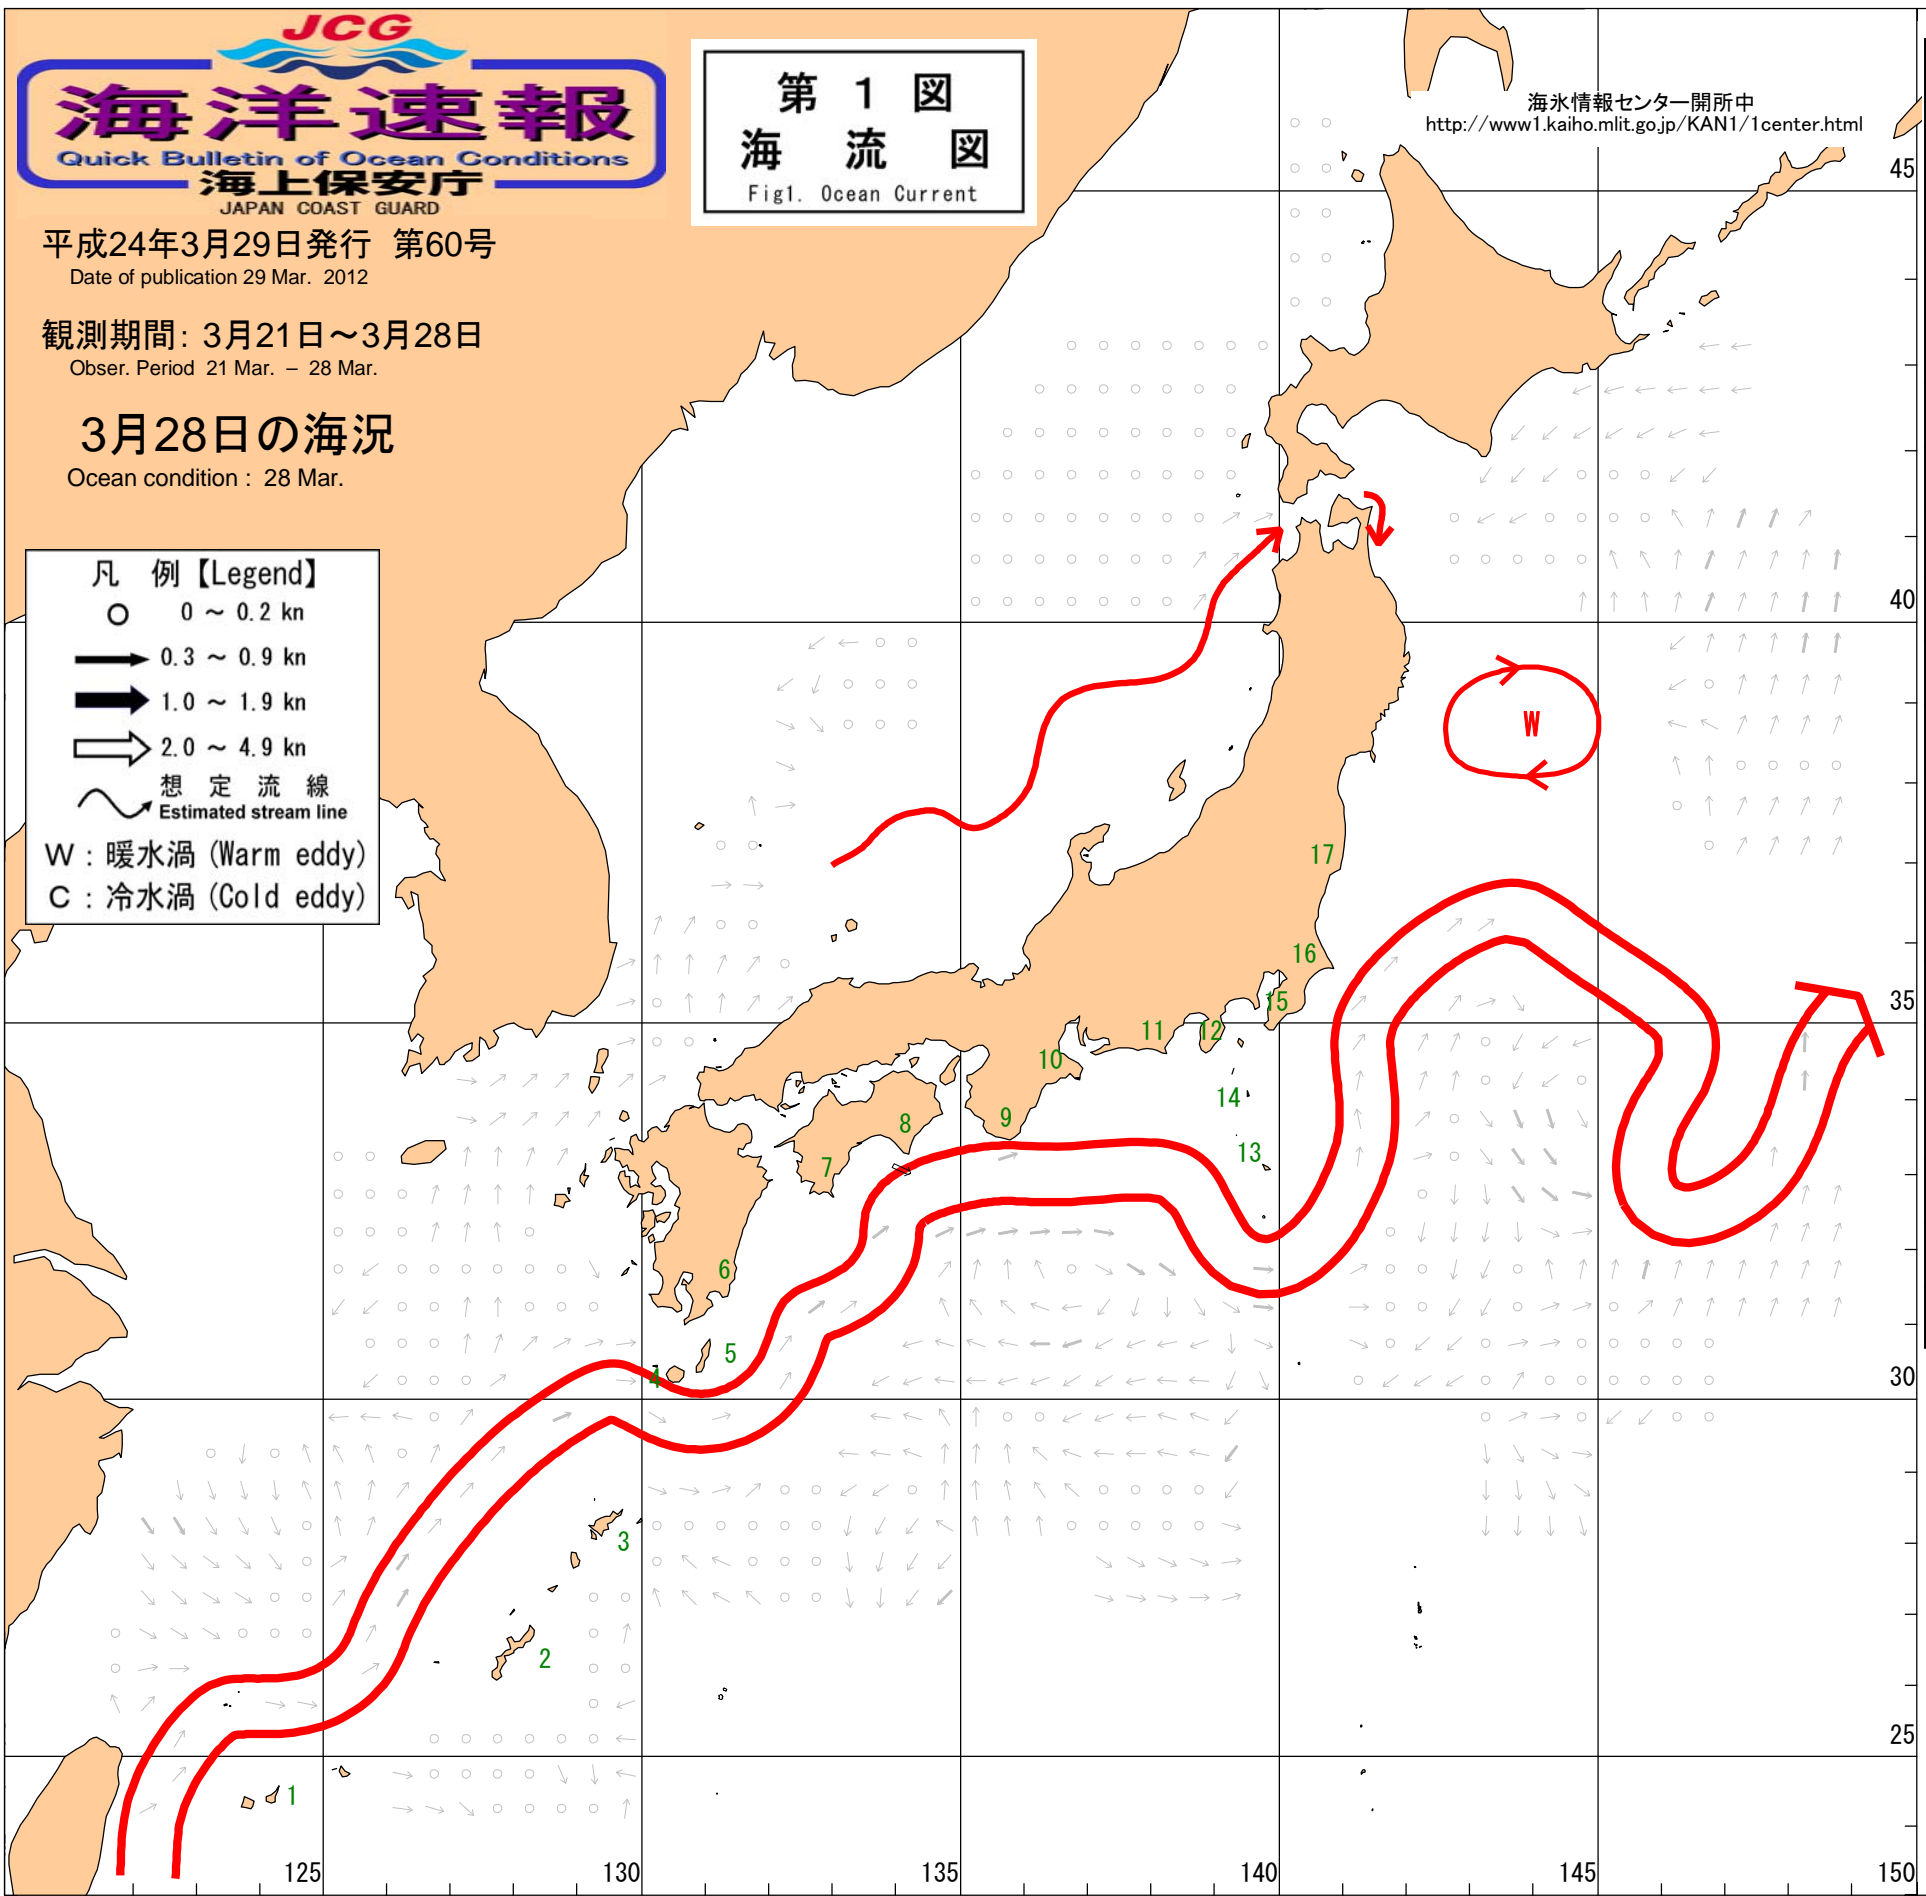 JCG
海洋速報
Quick Bulletin of Ocean Conditions
海上保安庁
JAPAN COAST GUARD
第 1 図
海 流 図
Fig1. Ocean Current
海氷情報センター開所中
http://www1.kaiho.mlit.go.jp/KAN1/1center.html
平成24年3月29日発行 第60号
Date of publication 29 Mar. 2012
観測期間: 3月21日～3月28日
Obser. Period 21 Mar. – 28 Mar.
3月28日の海況
Ocean condition : 28 Mar.
凡 例【Legend】
0 ～ 0.2 kn
0.3 ～ 0.9 kn
1.0 ～ 1.9 kn
2.0 ～ 4.9 kn
想 定 流 線
Estimated stream line
W : 暖水渦 (Warm eddy)
C : 冷水渦 (Cold eddy)
45
40
W
17
16
35
15
12
11
10
14
9
8
13
7
6
5
4
30
3
2
25
1
125
130
135
140
145
150